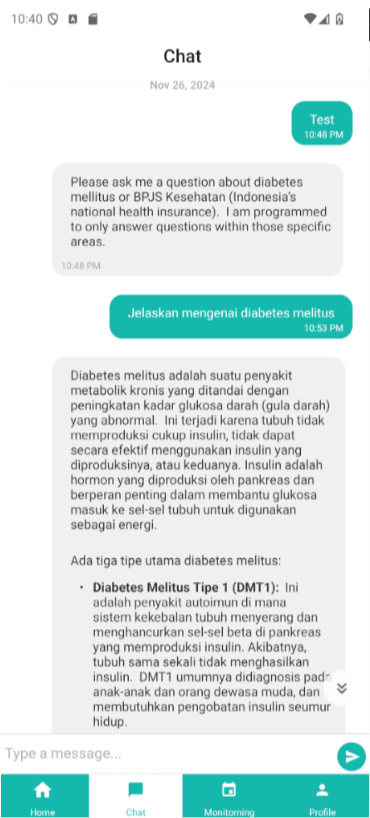 10:40
Chat
Nov 26, 2024
Test
10:48 PM
Please ask me a question about diabetes
mellitus or BPJS Kesehatan (Indonesia's
national health insurance).  I am programmed
to only answer questions within those specific
areas.
10:48 PM
Jelaskan mengenai diabetes melitus
10:53 PM
Diabetes melitus adalah suatu penyakit
metabolik kronis yang ditandai dengan
peningkatan kadar glukosa darah (gula darah)
yang abnormal.  Ini terjadi karena tubuh tidak
memproduksi cukup insulin, tidak dapat
secara efektif menggunakan insulin yang
diproduksinya, atau keduanya. Insulin adalah
hormon yang diproduksi oleh pankreas dan
berperan penting dalam membantu glukosa
masuk ke sel-sel tubuh untuk digunakan
sebagai energi.
Ada tiga tipe utama diabetes melitus:
• Diabetes Melitus Tipe 1 (DMT1):  Ini
adalah penyakit autoimun di mana
sistem kekebalan tubuh menyerang dan
menghancurkan sel-sel beta di pankreas
yang memproduksi insulin. Akibatnya,
tubuh sama sekali tidak menghasilkan
insulin.  DMT1 umumnya didiagnosis pada
anak-anak dan orang dewasa muda, dan
membutuhkan pengobatan insulin seumur
hidup.
Type a message...
Home
Chat
Monitorning
Profile